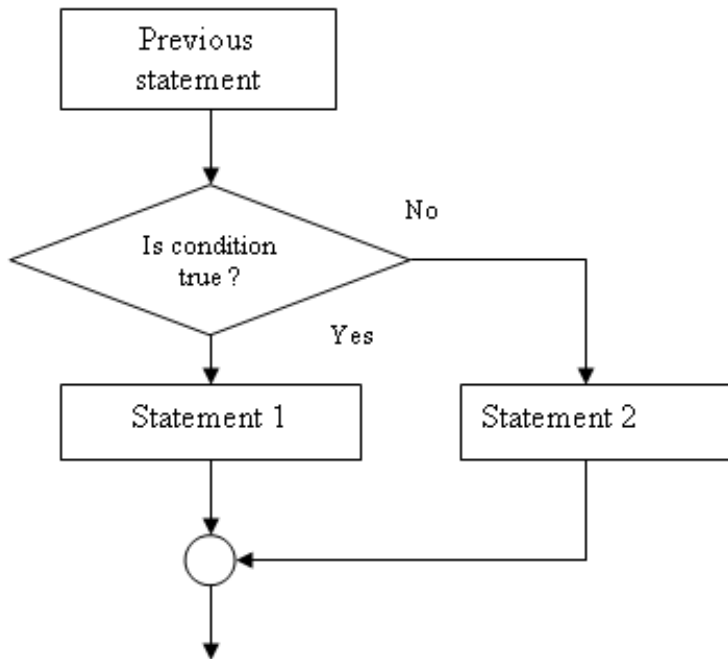 Previous
statement
No
Is condition
true ?
Yes
Statement 1
Statement 2